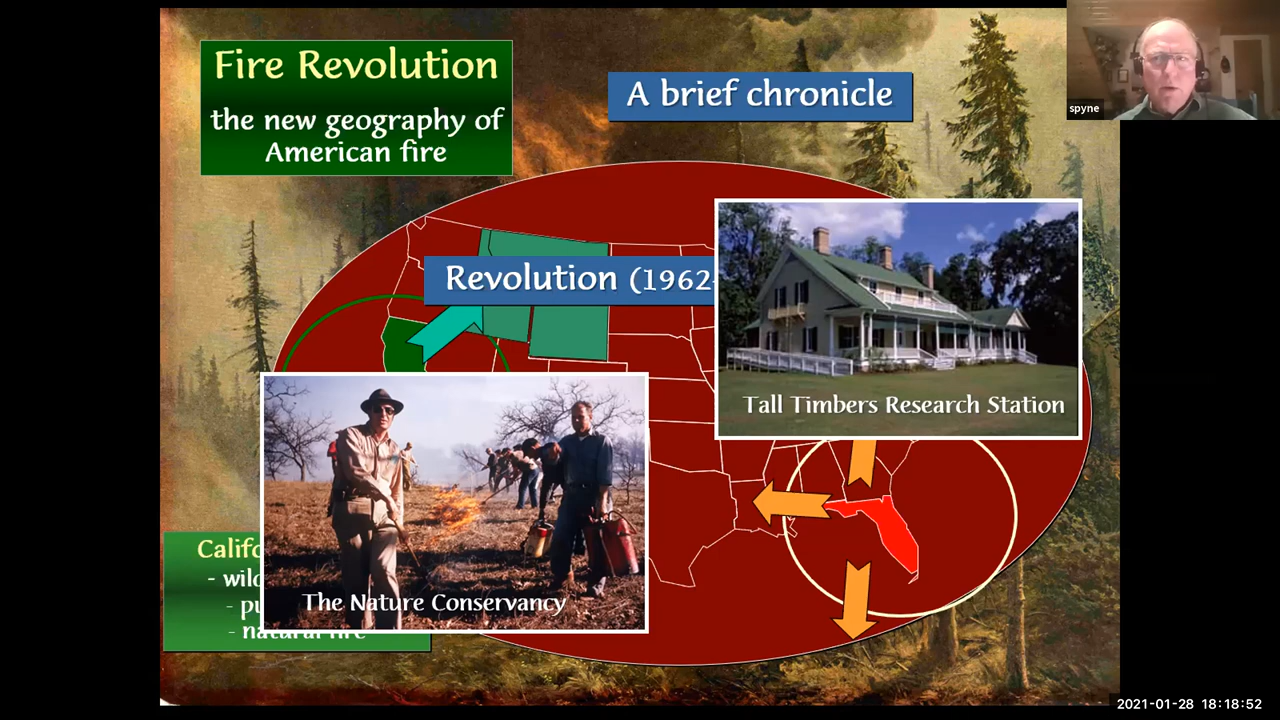 Fire Revolution
the new geography of
American fire
A brief chronicle
spyne
Revolution (1962-
Tall Timbers Research Station
The Nature Conservancy
Califo
- wild
- pu
- natural fire
2021-01-28 18:18:52